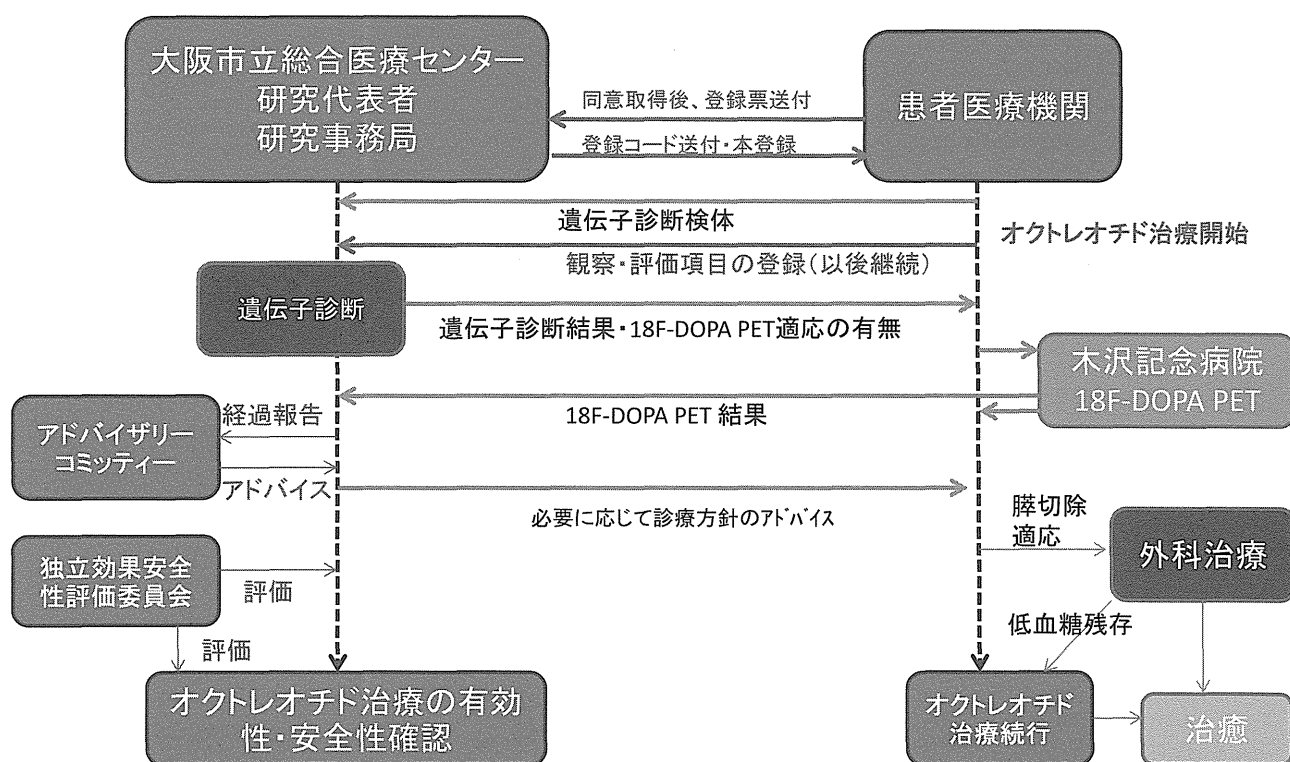 大阪市立総合医療センター
研究代表者
研究事務局
同意取得後、登録票送付
登録コード送付・本登録
患者医療機関
遺伝子診断検体
オクトレオチド治療開始
観察・評価項目の登録(以後継続)
遺伝子診断
遺伝子診断結果・18F-DOPA PET適応の有無
木沢記念病院
18F-DOPA PET
18F-DOPA PET 結果
経過報告
アドバイザリー
コミッティー
アドバイス
必要に応じて診療方針のアドバイス
膵切除
適応
外科治療
独立効果安全
性評価委員会
評価
低血糖残存
評価
オクトレオチド治療の有効
性・安全性確認
オクトレオチド
治療続行
治癒